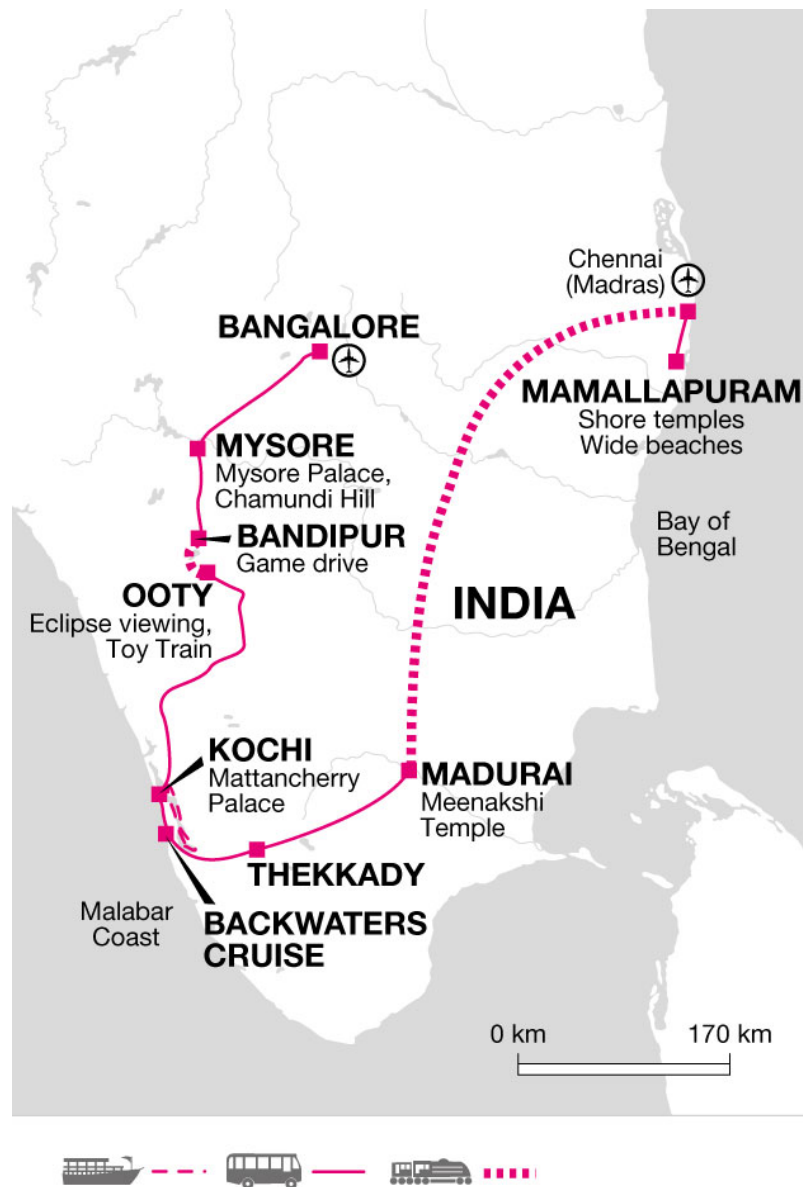 Chennai
(Madras)
BANGALORE
MAMALLAPURAM
Shore temples
Wide beaches
MYSORE
Mysore Palace,
Chamundi Hill
Bay of
Bengal
BANDIPUR
Game drive
OOTY
Eclipse viewing,
Toy Train
INDIA
KOCHI
Mattancherry
Palace
MADURAI
Meenakshi
Temple
THEKKADY
Malabar
Coast
BACKWATERS
CRUISE
0 km 170 km